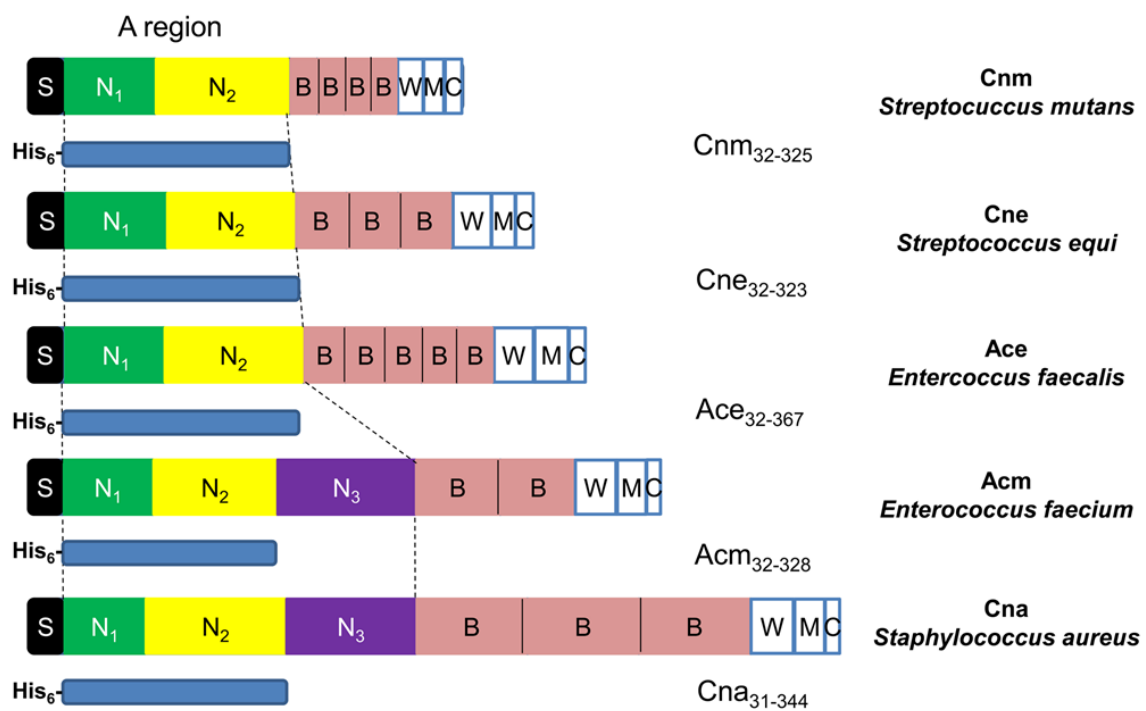 A region
S N1 N2 B B B B W M C
Cnm
Streptucuccus mutans
His6- Cnm32-325
S N1 N2 B B B W M C
Cne
Streptococcus equi
His6- Cne32-323
S N1 N2 B B B B B W M C
Ace
Entercoccus faecalis
His6- Ace32-367
S N1 N2 N3 B B W M C
Acm
Enterococcus faecium
His6- Acm32-328
S N1 N2 N3 B B B W M C
Cna
Staphylococcus aureus
His6- Cna31-344